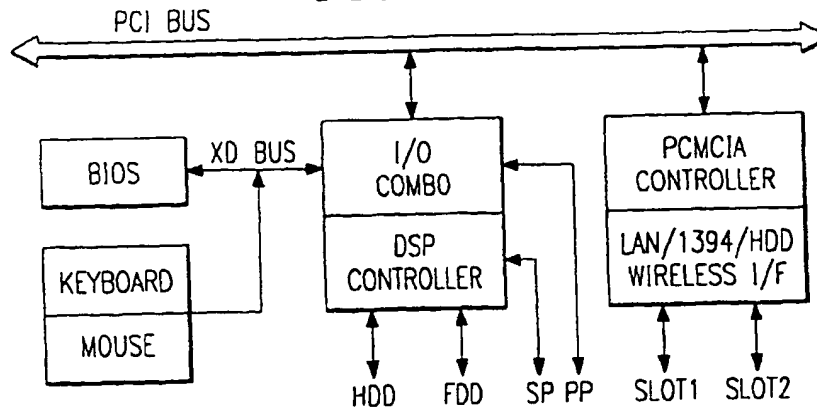 PCI BUS
BIOS
XD BUS
I/O
COMBO
DSP
CONTROLLER
PCMCIA
CONTROLLER
LAN/1394/HDD
WIRELESS I/F
KEYBOARD
MOUSE
HDD
FDD
SP
PP
SLOT1
SLOT2